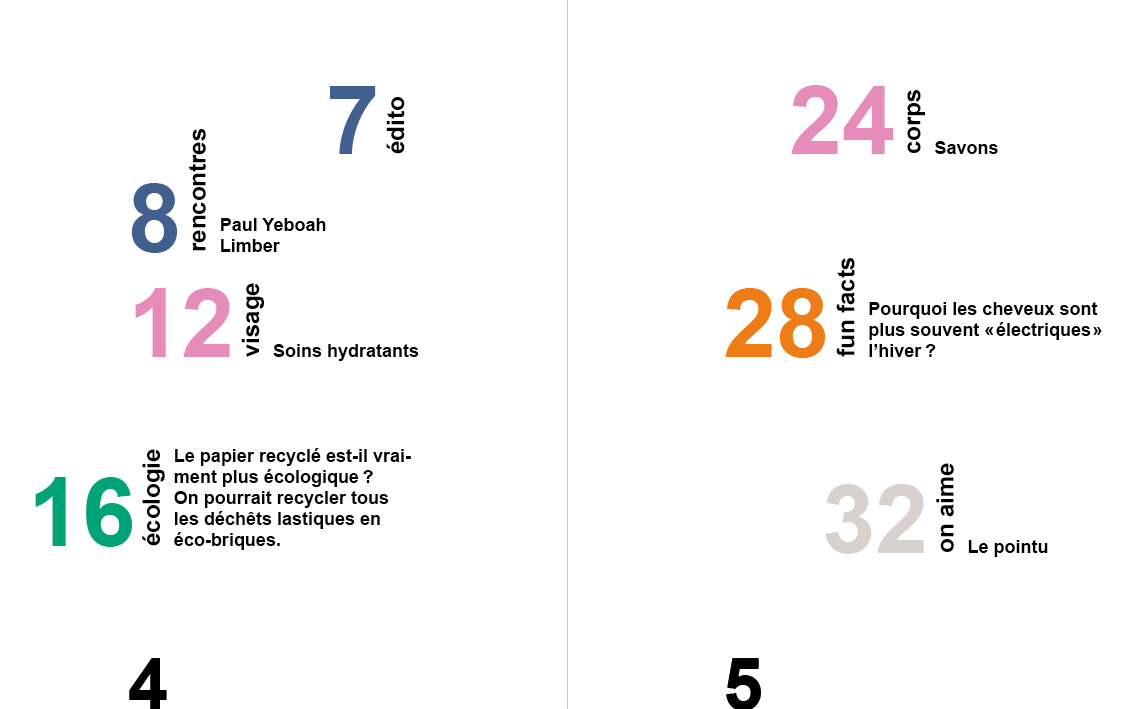 7
édito
8
rencontres
Paul Yeboah
Limber
12
visage
Soins hydratants
16
écologie
Le papier recyclé est-il vrai-
ment plus écologique ?
On pourrait recycler tous
les déchêts lastiques en
éco-briques.
4
24
corps
Savons
28
fun facts
Pourquoi les cheveux sont
plus souvent «électriques»
l’hiver ?
32
on aime
Le pointu
5